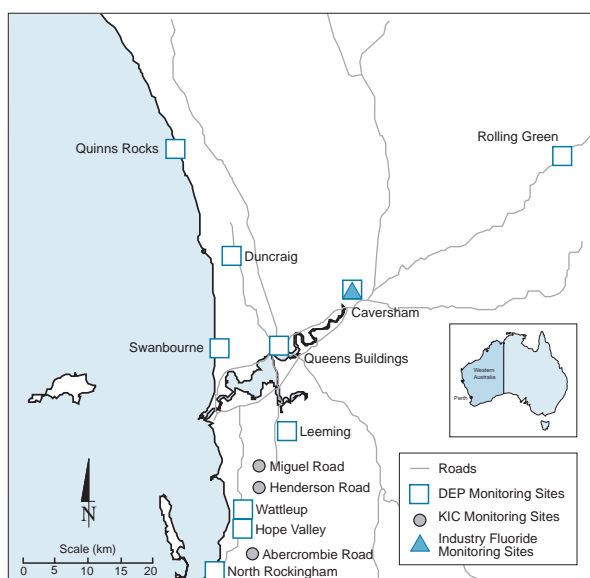 Rolling Green
Quinns Rocks
Duncraig
Caversham
Swanbourne
Queens Buildings
Western
Australia
Perth
Leeming
Miguel Road
Henderson Road
Wattleup
Hope Valley
Abercrombie Road
North Rockingham
N
Scale (km)
0 5 10 20
Roads
DEP Monitoring Sites
KIC Monitoring Sites
Industry Fluoride
Monitoring Sites